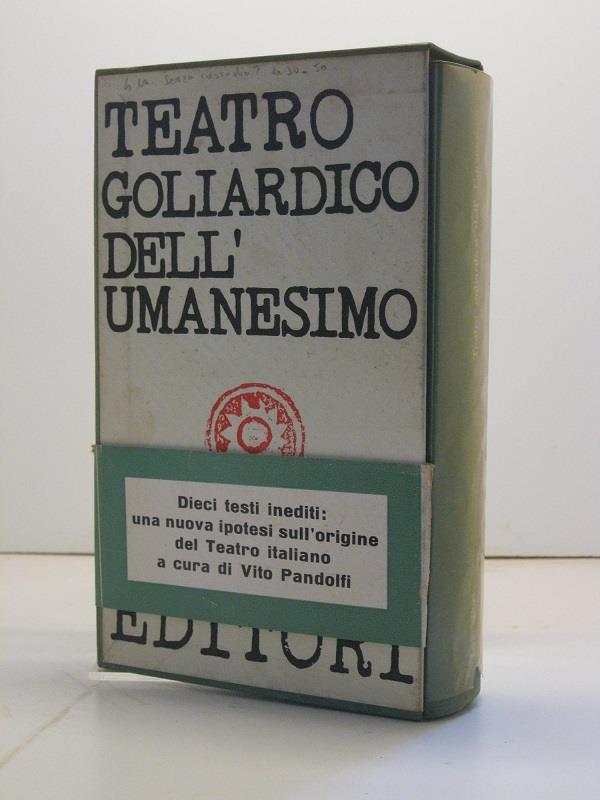 TEATRO
GOLIARDICO
DELL'
UMANESIMO
Dieci testi inediti:
una nuova ipotesi sull'origine
del Teatro italiano
a cura di Vito Pandolfi
EDITORI